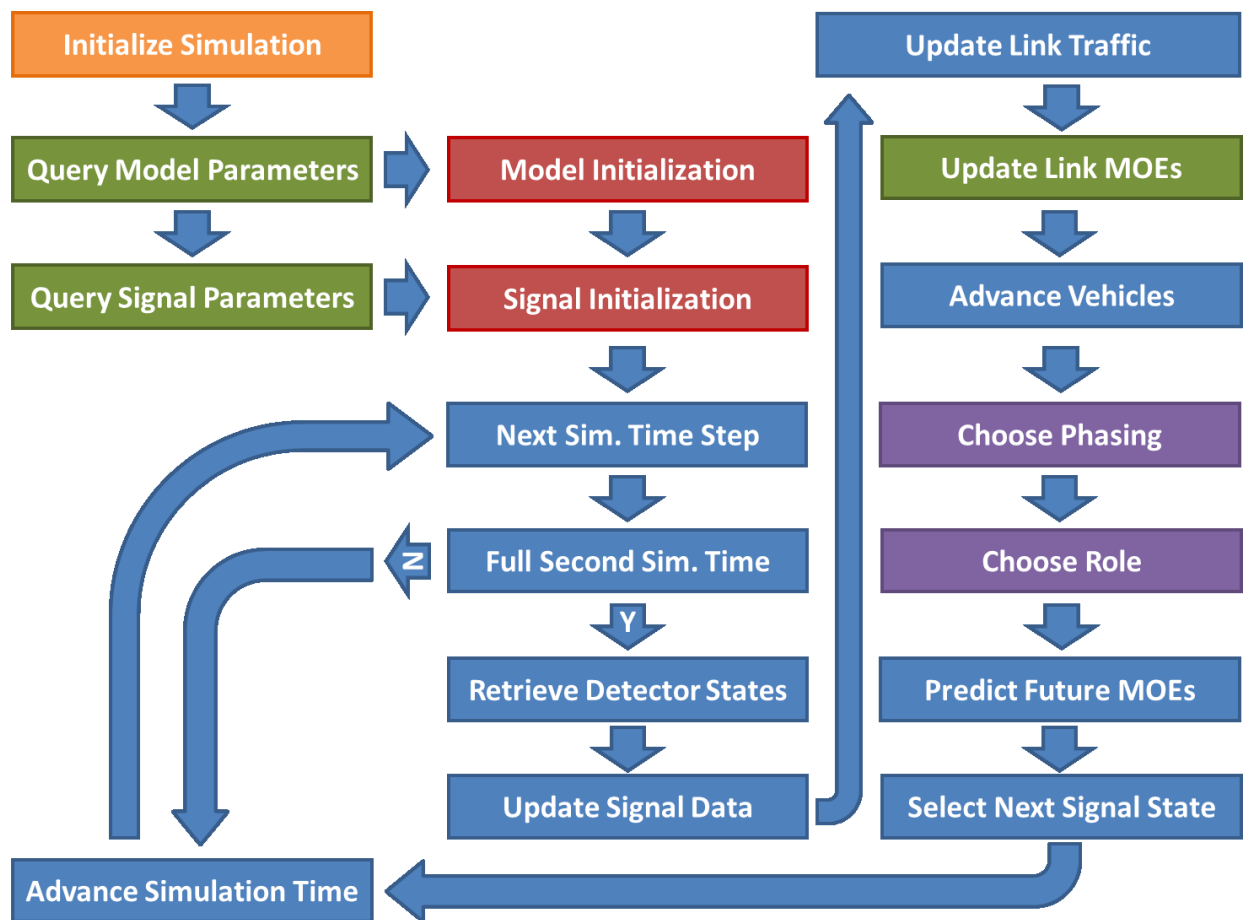 Initialize Simulation
Query Model Parameters
Query Signal Parameters
Model Initialization
Signal Initialization
Next Sim. Time Step
Full Second Sim. Time
N
Y
Retrieve Detector States
Update Signal Data
Update Link Traffic
Update Link MOEs
Advance Vehicles
Choose Phasing
Choose Role
Predict Future MOEs
Select Next Signal State
Advance Simulation Time